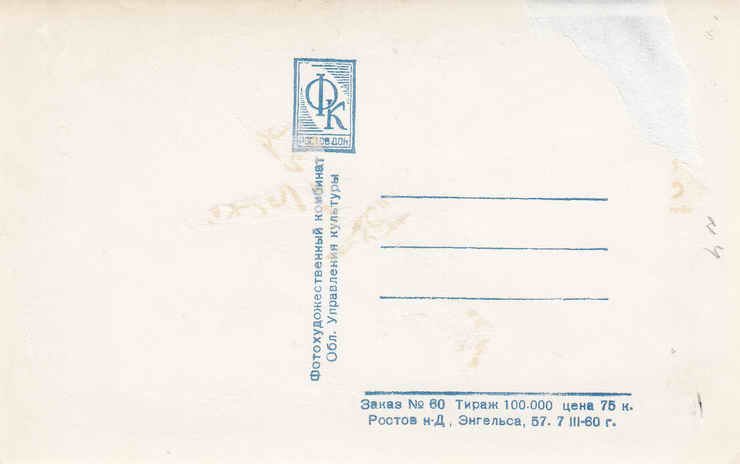 ФК
РОСТОВ ДОН
Фотохудожественный комбинат
Обл. Управления культуры
Заказ № 60 Тираж 100.000 цена 75 к.
Ростов н-Д, Энгельса, 57. 7 III-60 г.